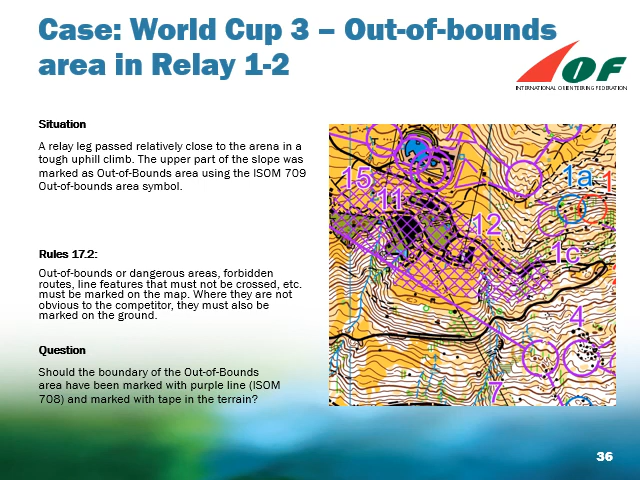 Case: World Cup 3 – Out-of-bounds
area in Relay 1-2
IOF
INTERNATIONAL ORIENTEERING FEDERATION
Situation
A relay leg passed relatively close to the arena in a
tough uphill climb. The upper part of the slope was
marked as Out-of-Bounds area using the ISOM 709
Out-of-bounds area symbol.
Rules 17.2:
Out-of-bounds or dangerous areas, forbidden
routes, line features that must not be crossed, etc.
must be marked on the map. Where they are not
obvious to the competitor, they must also be
marked on the ground.
Question
Should the boundary of the Out-of-Bounds
area have been marked with purple line (ISOM
708) and marked with tape in the terrain?
15
11
1a
1
12
1c
4
7
36